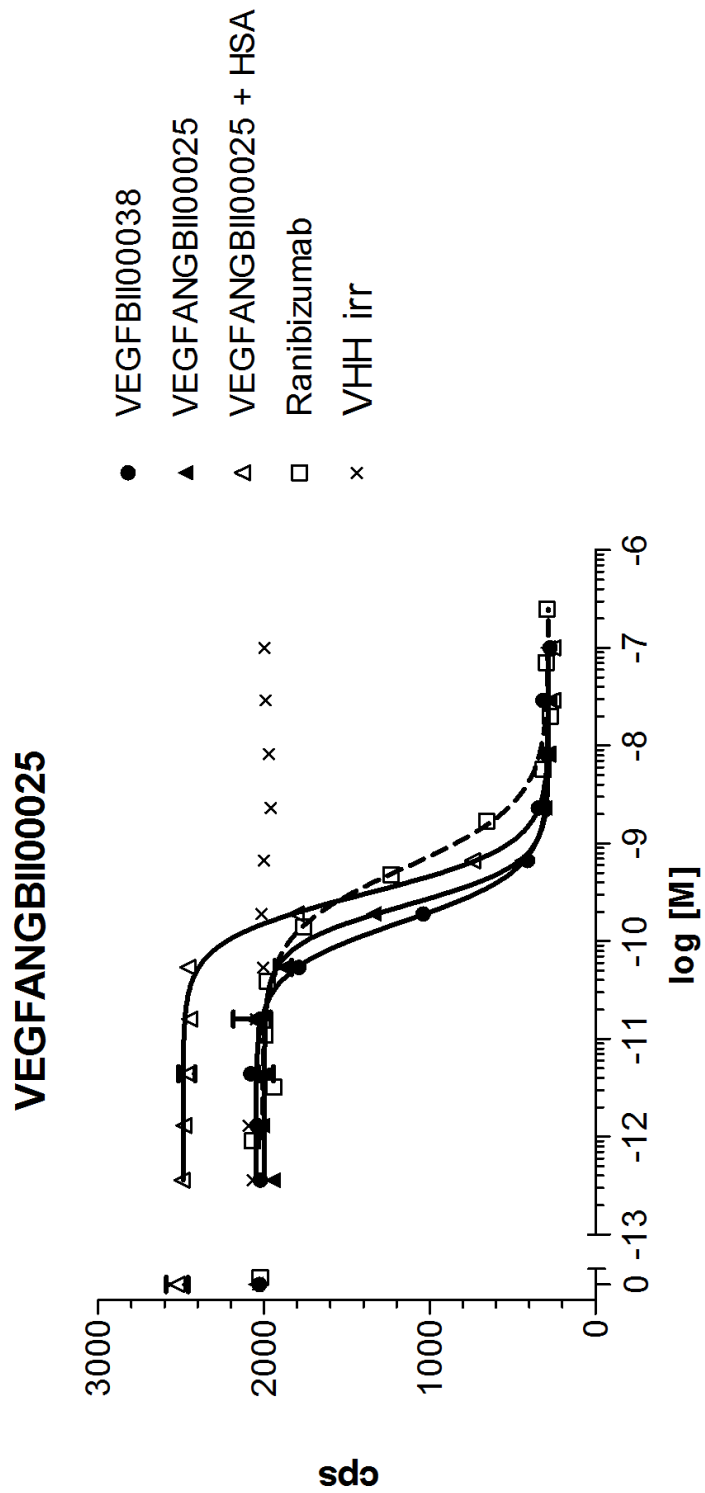 VEGFANGBII00025
cps
3000
2000
1000
0
0
-13
-12
-11
-10
-9
-8
-7
-6
log [M]
VEGFBII00038
VEGFANGBII00025
VEGFANGBII00025 + HSA
Ranibizumab
VHH irr